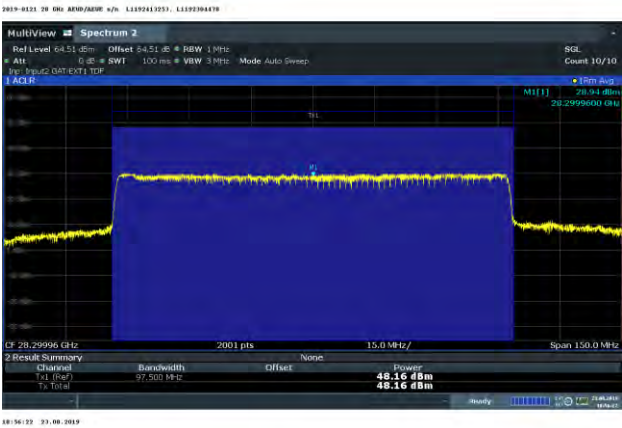 2019-0121 28 GHz AEUD/AEWE s/n L1192413253, L1192304478
MultiView Spectrum 2
Ref Level 64.51 dBm Offset 64.51 dB RBW 1 MHz SGL
Att 0 dB SWT 100 ms VBW 3 MHz Mode Auto Sweep Count 10/10
Inp: Input2 GAT:EXT1 TDF
1 ACLR 1Rm Avg
M1[1] 28.94 dBm
28.2999600 GHz
Tx1
M1
CF 28.29996 GHz 2001 pts 15.0 MHz/ Span 150.0 MHz
2 Result Summary None
Channel Bandwidth Offset Power
Tx1 (Ref) 97.500 MHz 48.16 dBm
Tx Total 48.16 dBm
Ready 23.08.2019
18:56:22 23.08.2019